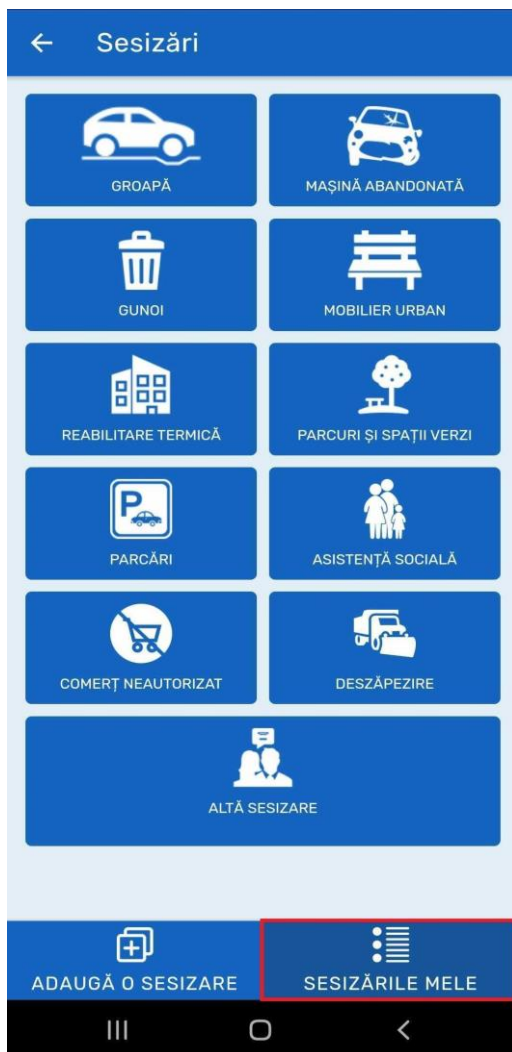 Sesizări
GROAPĂ
MAȘINĂ ABANDONATĂ
GUNOI
MOBILIER URBAN
REABILITARE TERMICĂ
PARCURI ȘI SPAȚII VERZI
P
PARCĂRI
ASISTENȚĂ SOCIALĂ
COMERȚ NEAUTORIZAT
DESZĂPEZIRE
ALTĂ SESIZARE
ADAUGĂ O SESIZARE
SESIZĂRILE MELE